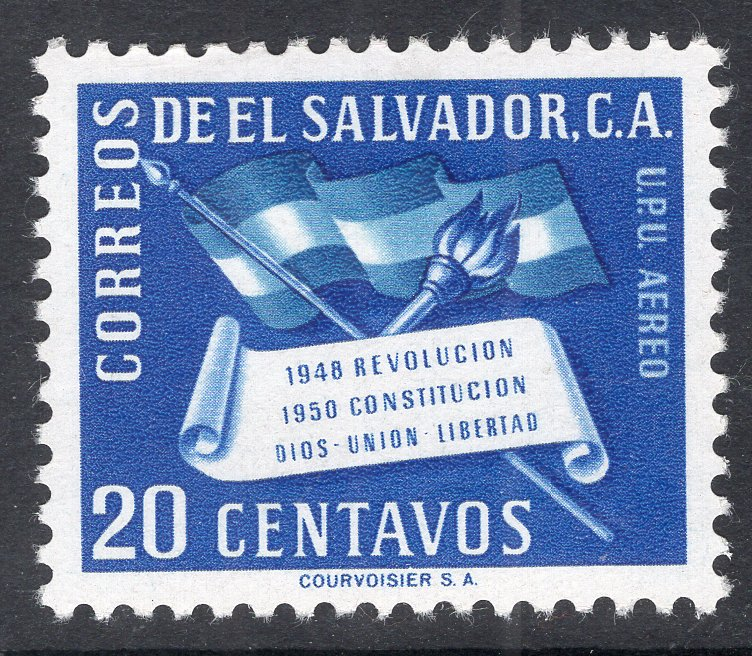 CORREOS
DE EL SALVADOR, C.A.
U.P.U. AEREO
1948 REVOLUCION
1950 CONSTITUCION
DIOS - UNION - LIBERTAD
20 CENTAVOS
COURVOISIER S. A.